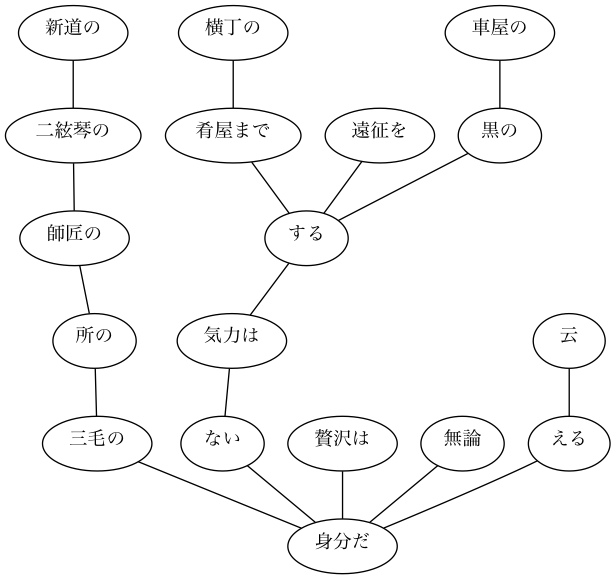 新道の
横丁の
車屋の
二絃琴の
肴屋まで
遠征を
黒の
師匠の
する
所の
気力は
云
三毛の
ない
贅沢は
無論
える
身分だ